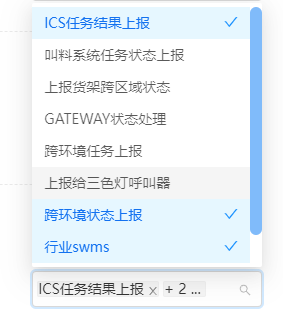 ICS任务结果上报
叫料系统任务状态上报
上报货架跨区域状态
GATEWAY状态处理
跨环境任务上报
上报给三色灯呼叫器
跨环境状态上报
行业swms
ICS任务结果上报 x + 2 ...